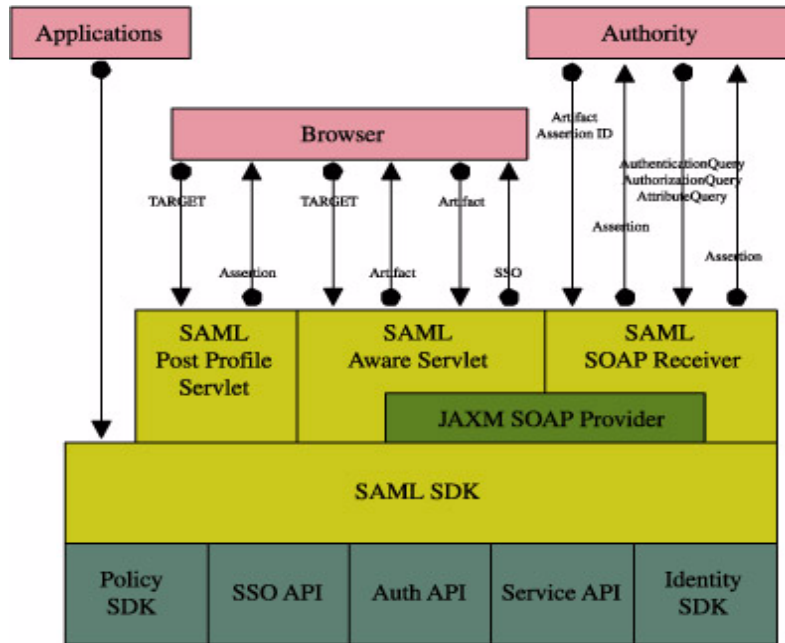 Applications
Authority
Browser
Artifact
Assertion ID
AuthenticationQuery
AuthorizationQuery
AttributeQuery
TARGET
TARGET
Artifact
Assertion
Assertion
Artifact
SSO
Assertion
SAML
Post Profile
Servlet
SAML
Aware Servlet
SAML
SOAP Receiver
JAXM SOAP Provider
SAML SDK
Policy
SDK
SSO API
Auth API
Service API
Identity
SDK